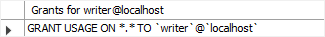 Grants for writer@localhost
GRANT USAGE ON *.* TO `writer`@`localhost`